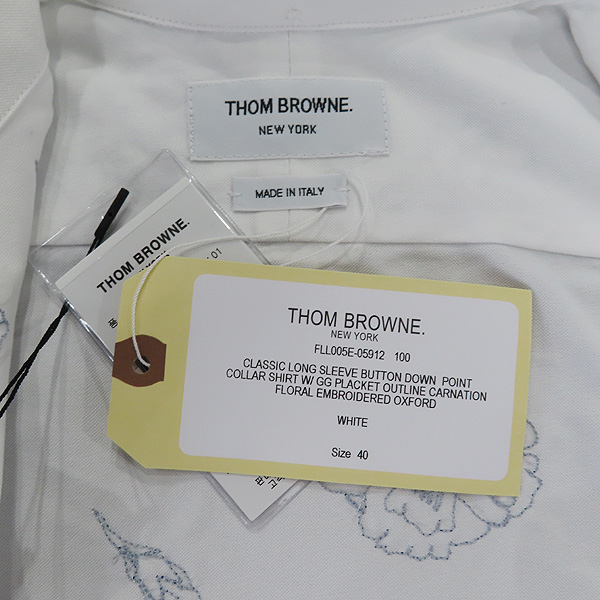 THOM BROWNE.
NEW YORK
MADE IN ITALY
THOM BROWNE.
THOM BROWNE.
NEW YORK
FLL005E-05912 100
CLASSIC LONG SLEEVE BUTTON DOWN POINT
COLLAR SHIRT W/ GG PLACKET OUTLINE CARNATION
FLORAL EMBROIDERED OXFORD
WHITE
Size 40